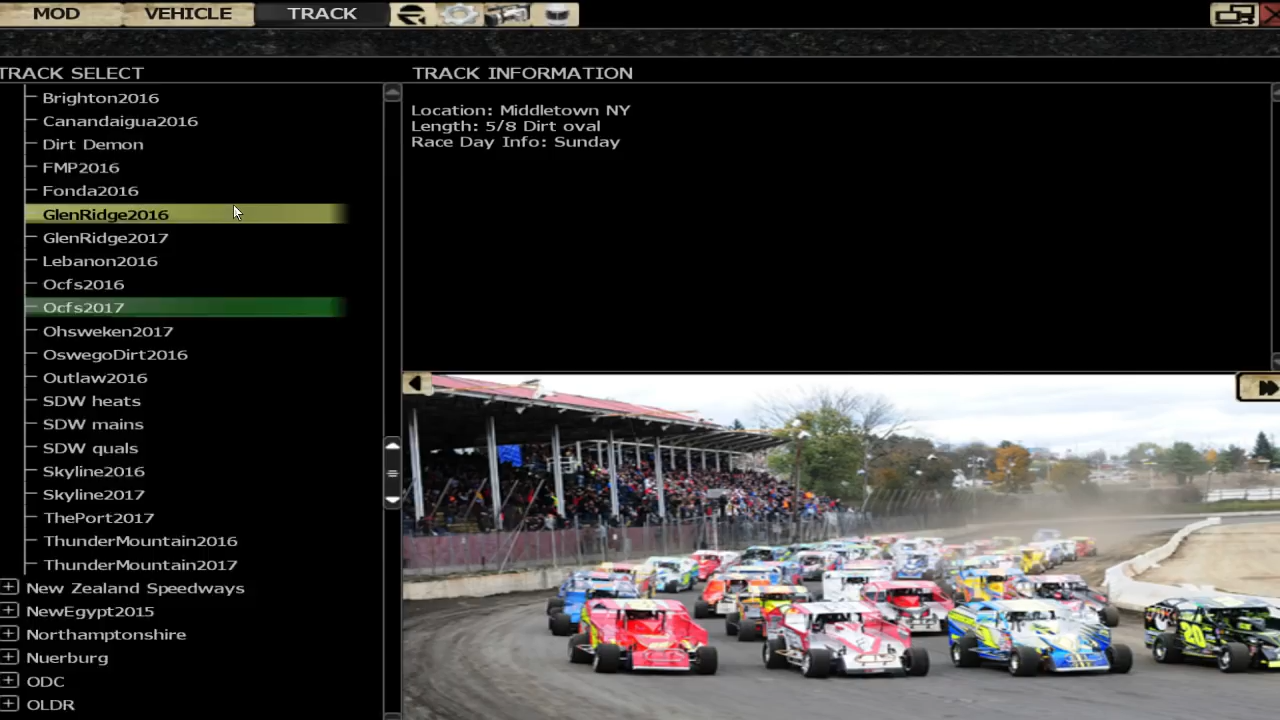 MOD VEHICLE TRACK
TRACK SELECT
Brighton2016
Canandaigua2016
Dirt Demon
FMP2016
Fonda2016
GlenRidge2016
GlenRidge2017
Lebanon2016
Ocfs2016
Ocfs2017
Ohsweken2017
OswegoDirt2016
Outlaw2016
SDW heats
SDW mains
SDW quals
Skyline2016
Skyline2017
ThePort2017
ThunderMountain2016
ThunderMountain2017
New Zealand Speedways
NewEgypt2015
Northamptonshire
Nuerburg
ODC
OLDR
TRACK INFORMATION
Location: Middletown NY
Length: 5/8 Dirt oval
Race Day Info: Sunday
20